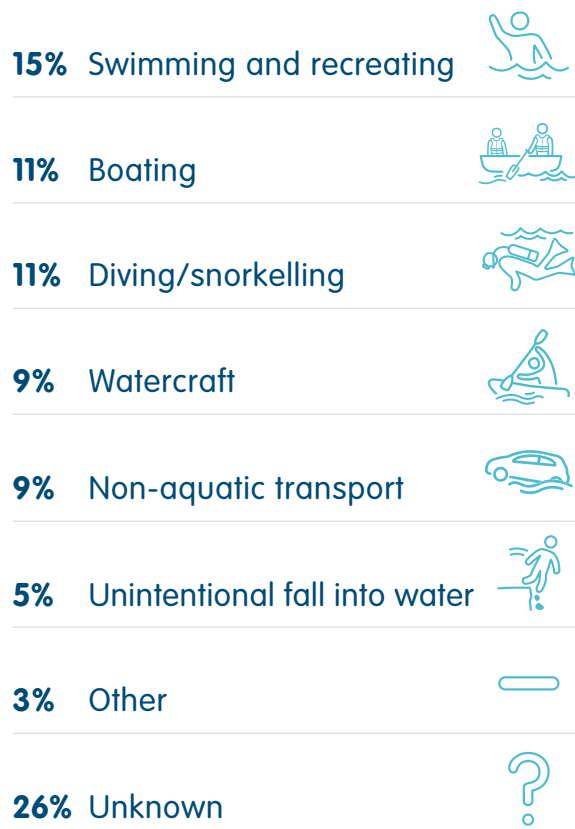 15% Swimming and recreating
11% Boating
11% Diving/snorkelling
9% Watercraft
9% Non-aquatic transport
5% Unintentional fall into water
3% Other
26% Unknown